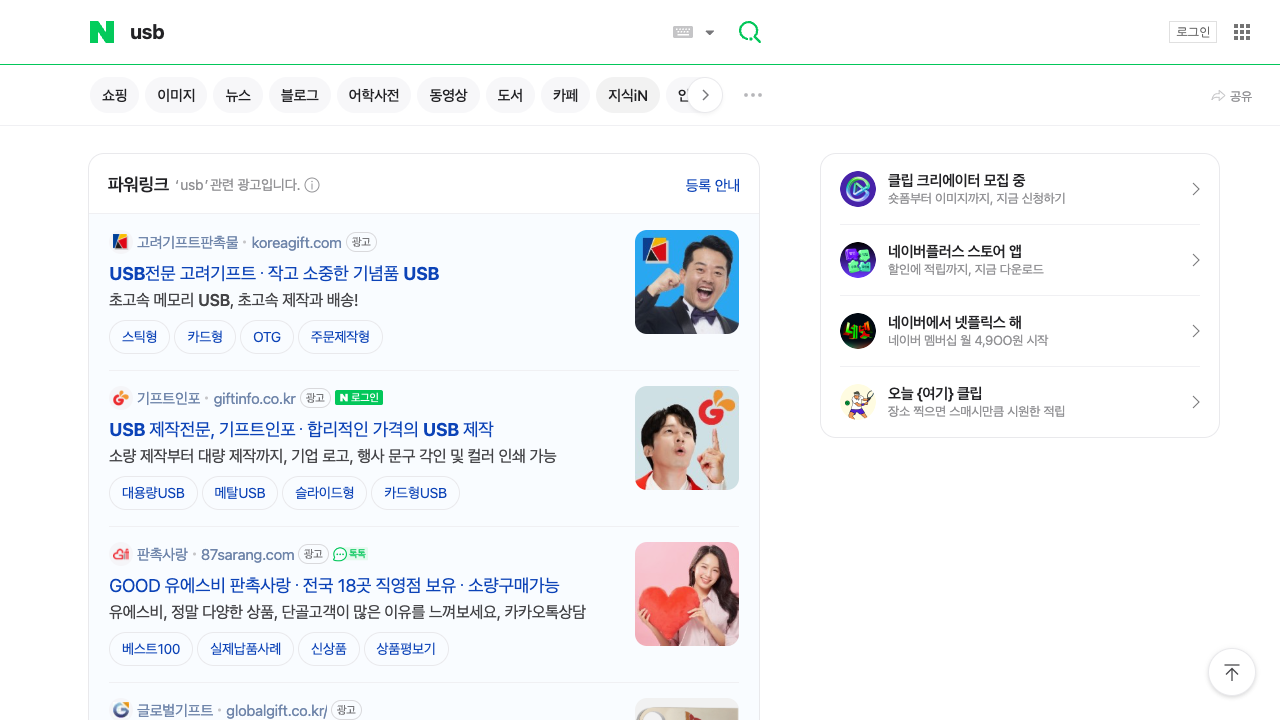 N usb
로그인
쇼핑 이미지 뉴스 블로그 어학사전 동영상 도서 카페 지식iN
공유
파워링크 ‘usb’ 관련 광고입니다.
등록 안내
고려기프트판촉물 · koreagift.com 광고
USB전문 고려기프트 · 작고 소중한 기념품 USB
초고속 메모리 USB, 초고속 제작과 배송!
스틱형 카드형 OTG 주문제작형
기프트인포 · giftinfo.co.kr 광고 N 로그인
USB 제작전문, 기프트인포 · 합리적인 가격의 USB 제작
소량 제작부터 대량 제작까지, 기업 로고, 행사 문구 각인 및 컬러 인쇄 가능
대용량USB 메탈USB 슬라이드형 카드형USB
판촉사랑 · 87sarang.com 광고 톡톡
GOOD 유에스비 판촉사랑 · 전국 18곳 직영점 보유 · 소량구매가능
유에스비, 정말 다양한 상품, 단골고객이 많은 이유를 느껴보세요, 카카오톡상담
베스트100 실제납품사례 신상품 상품평보기
글로벌기프트 · globalgift.co.kr/ 광고
클립 크리에이터 모집 중
숏폼부터 이미지까지, 지금 신청하기
네이버플러스 스토어 앱
할인에 적립까지, 지금 다운로드
네이버에서 넷플릭스 해
네이버 멤버십 월 4,900원 시작
오늘 {여기} 클립
장소 찍으면 스매시만큼 시원한 적립